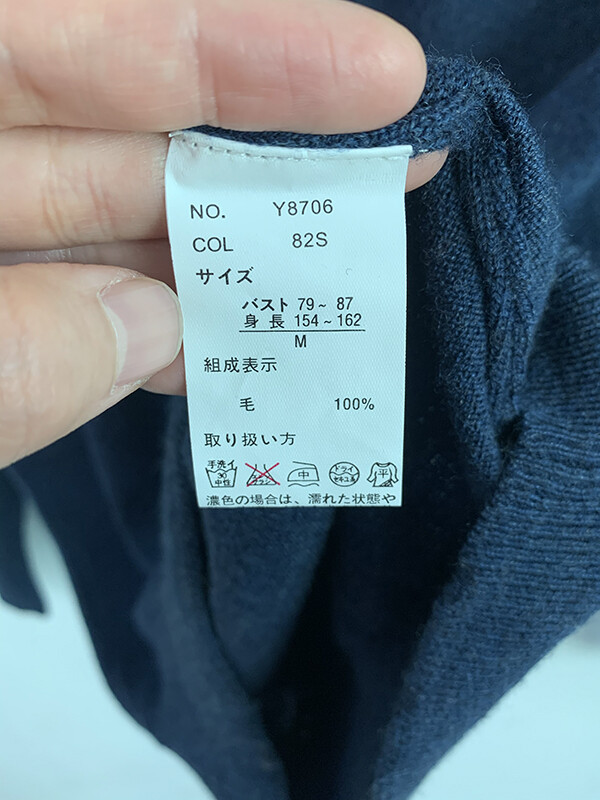 NO. Y8706
COL 82S
サイズ
バスト 79～ 87
身長 154～162
M
組成表示
毛 100%
取り扱い方
手洗イ 30 中性 中 ドライ セキユ系 平
濃色の場合は、濡れた状態や